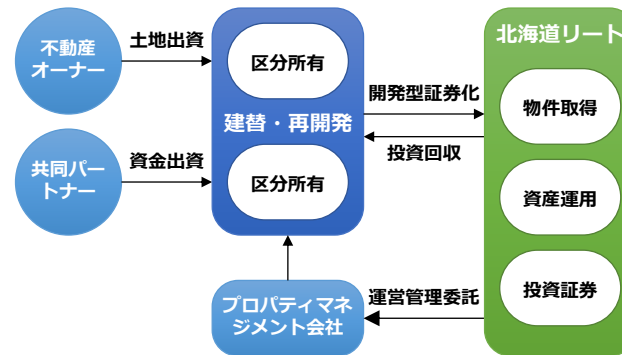 不動産
オーナー
土地出資
区分所有
建替・再開発
共同パー
トナー
資金出資
区分所有
開発型証券化
投資回収
北海道リート
物件取得
資産運用
投資証券
プロパティマネ
ジメント会社
運営管理委託